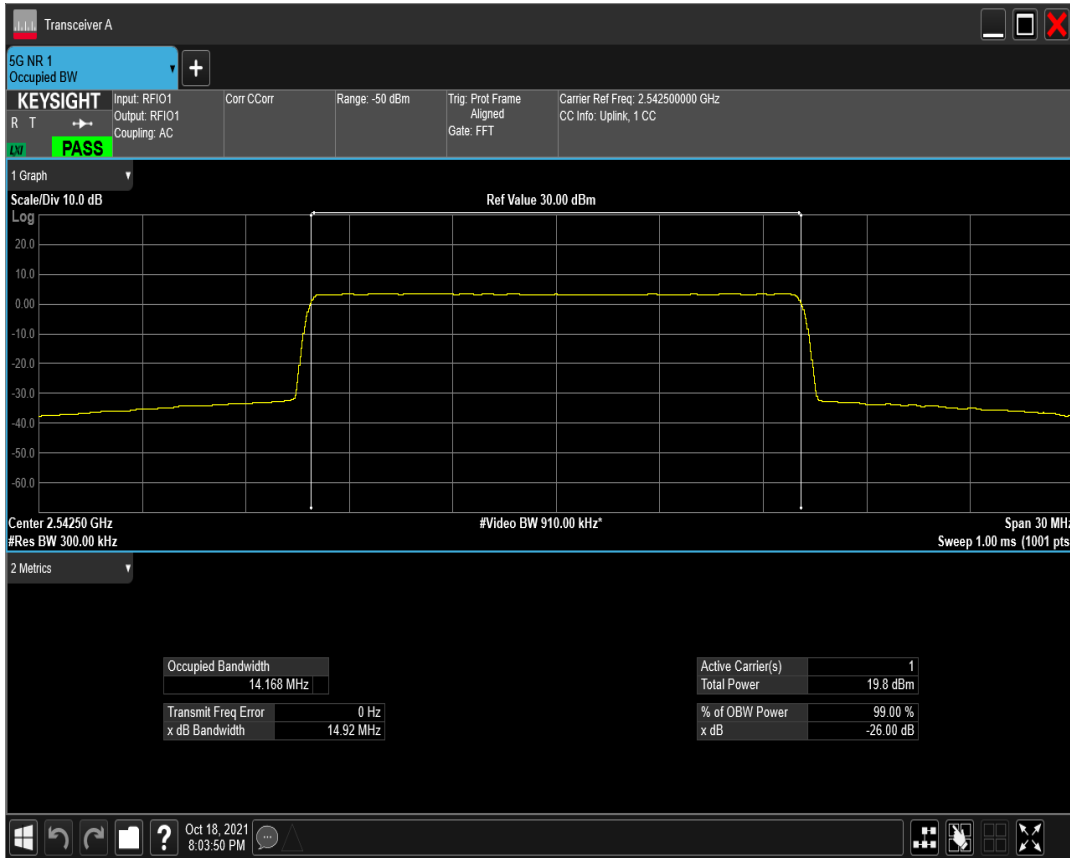 Transceiver A
5G NR 1
Occupied BW
KEYSIGHT
R T
LXI
PASS
Input: RFIO1
Output: RFIO1
Coupling: AC
Corr CCorr
Range: -50 dBm
Trig: Prot Frame
Aligned
Gate: FFT
Carrier Ref Freq: 2.542500000 GHz
CC Info: Uplink, 1 CC
1 Graph
Scale/Div 10.0 dB
Ref Value 30.00 dBm
Log
20.0
10.0
0.00
-10.0
-20.0
-30.0
-40.0
-50.0
-60.0
Center 2.54250 GHz
#Video BW 910.00 kHz*
Span 30 MHz
#Res BW 300.00 kHz
Sweep 1.00 ms (1001 pts
2 Metrics
Occupied Bandwidth
14.168 MHz
Transmit Freq Error 0 Hz
x dB Bandwidth 14.92 MHz
Active Carrier(s) 1
Total Power 19.8 dBm
% of OBW Power 99.00 %
x dB -26.00 dB
?
Oct 18, 2021
8:03:50 PM